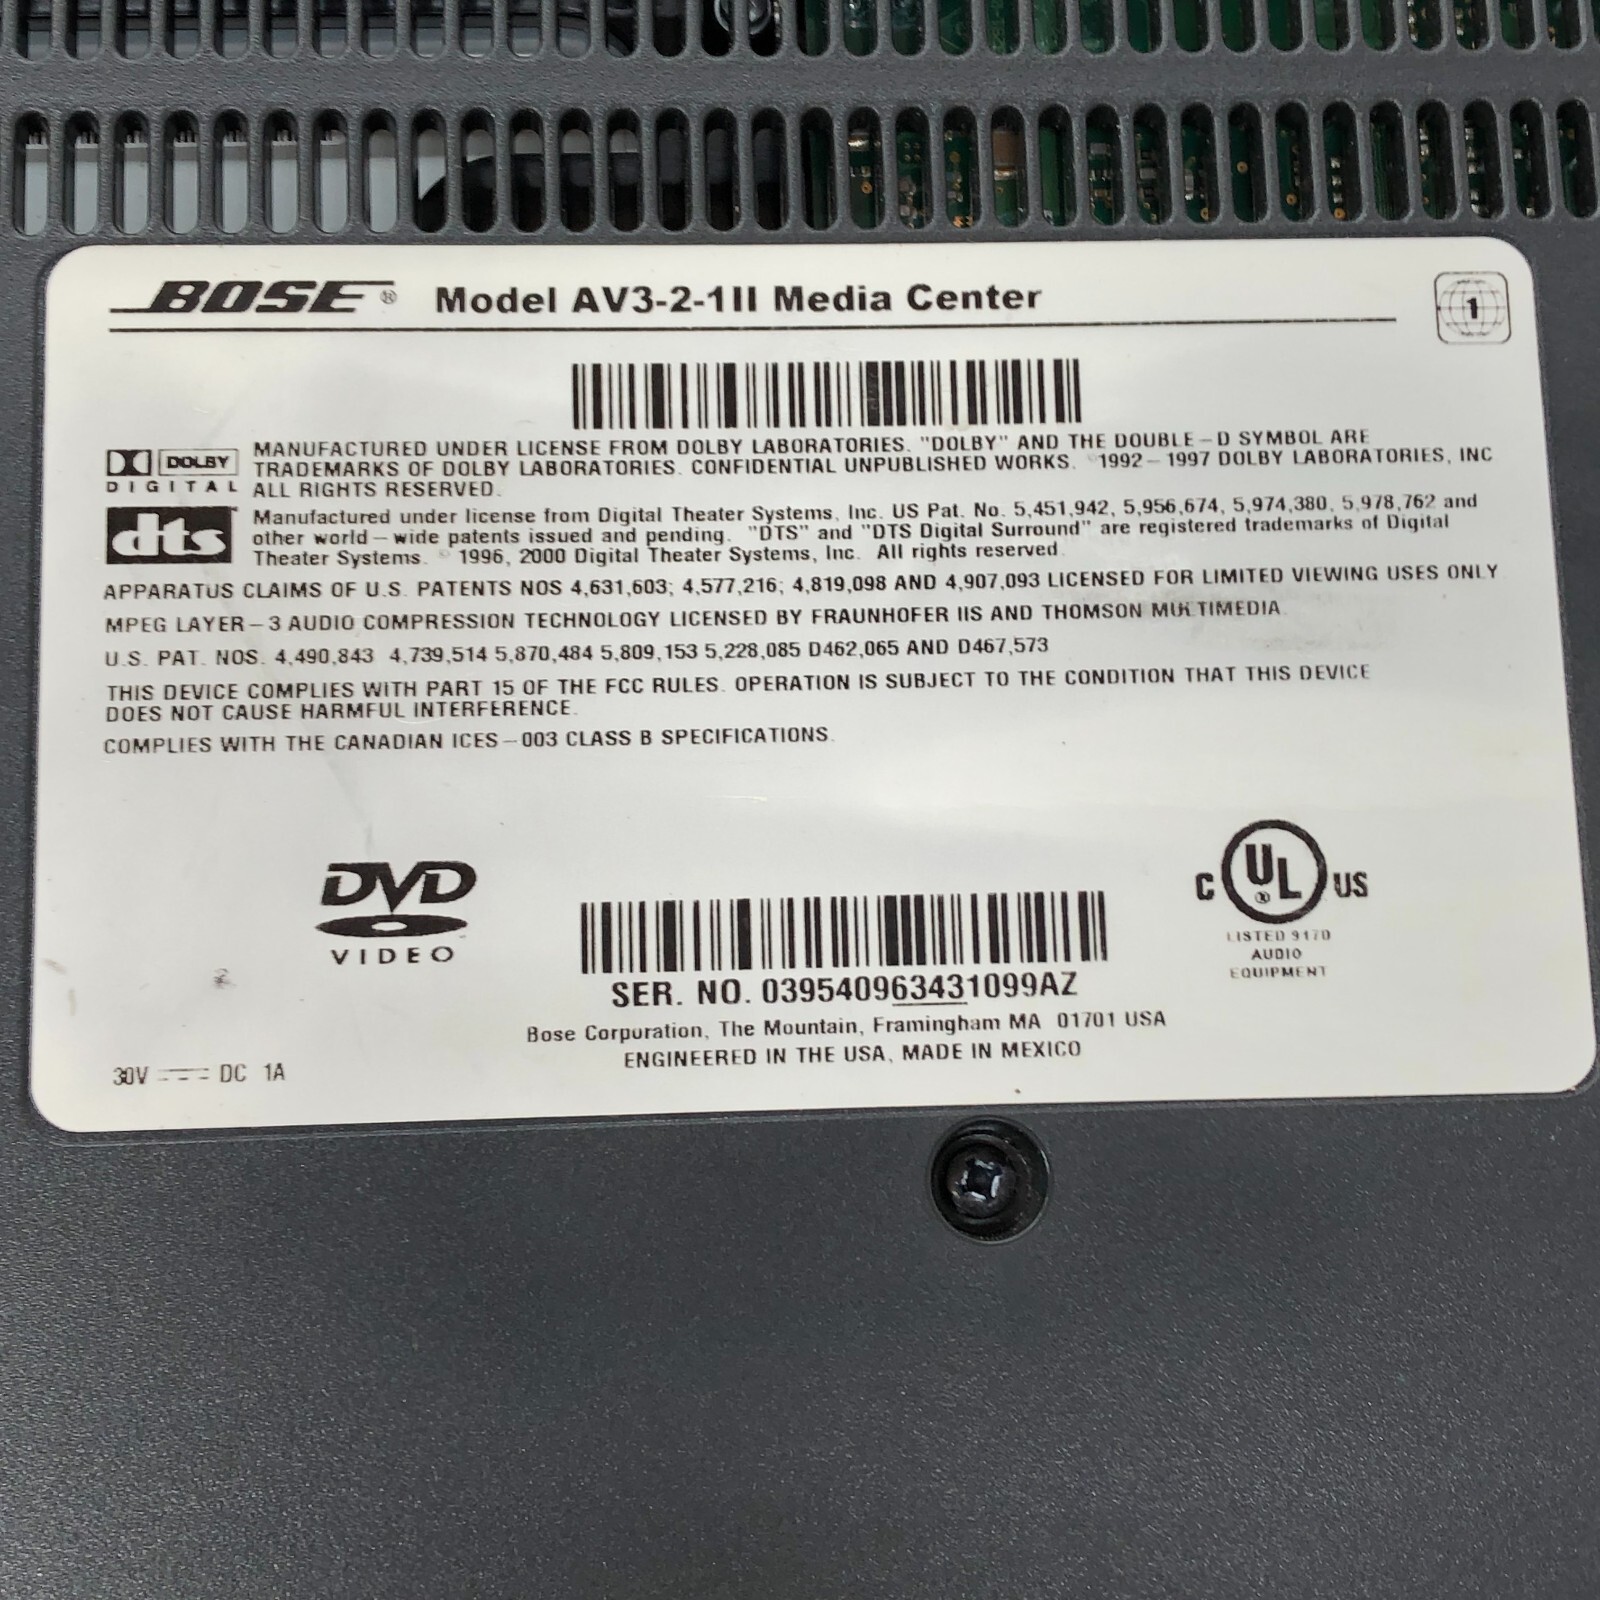 BOSE® Model AV3-2-1II Media Center
1
DOLBY
DIGITAL
MANUFACTURED UNDER LICENSE FROM DOLBY LABORATORIES. "DOLBY" AND THE DOUBLE-D SYMBOL ARE
TRADEMARKS OF DOLBY LABORATORIES. CONFIDENTIAL UNPUBLISHED WORKS. ©1992-1997 DOLBY LABORATORIES, INC
ALL RIGHTS RESERVED.
dts
Manufactured under license from Digital Theater Systems, Inc. US Pat. No. 5,451,942, 5,956,674, 5,974,380, 5,978,762 and
other world-wide patents issued and pending. "DTS" and "DTS Digital Surround" are registered trademarks of Digital
Theater Systems. © 1996, 2000 Digital Theater Systems, Inc. All rights reserved.
APPARATUS CLAIMS OF U.S. PATENTS NOS 4,631,603; 4,577,216; 4,819,098 AND 4,907,093 LICENSED FOR LIMITED VIEWING USES ONLY
MPEG LAYER-3 AUDIO COMPRESSION TECHNOLOGY LICENSED BY FRAUNHOFER IIS AND THOMSON MULTIMEDIA.
U.S. PAT. NOS. 4,490,843 4,739,514 5,870,484 5,809,153 5,228,085 D462,065 AND D467,573
THIS DEVICE COMPLIES WITH PART 15 OF THE FCC RULES. OPERATION IS SUBJECT TO THE CONDITION THAT THIS DEVICE
DOES NOT CAUSE HARMFUL INTERFERENCE.
COMPLIES WITH THE CANADIAN ICES-003 CLASS B SPECIFICATIONS.
DVD
VIDEO
C UL® US
LISTED 9170
AUDIO
EQUIPMENT
SER. NO. 039540963431099AZ
Bose Corporation, The Mountain, Framingham MA 01701 USA
ENGINEERED IN THE USA, MADE IN MEXICO
30V ⎓ DC 1A